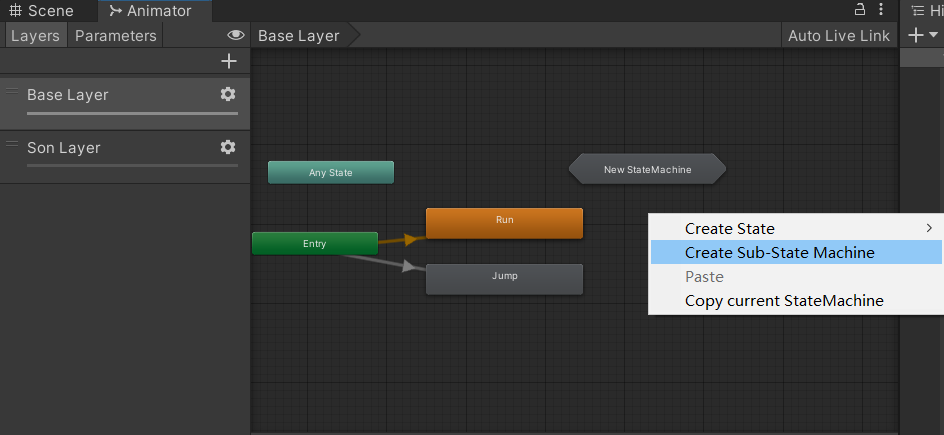 Scene
Animator
Hi
Layers
Parameters
Base Layer
Auto Live Link
Base Layer
Son Layer
Any State
New StateMachine
Run
Entry
Jump
Create State
Create Sub-State Machine
Paste
Copy current StateMachine